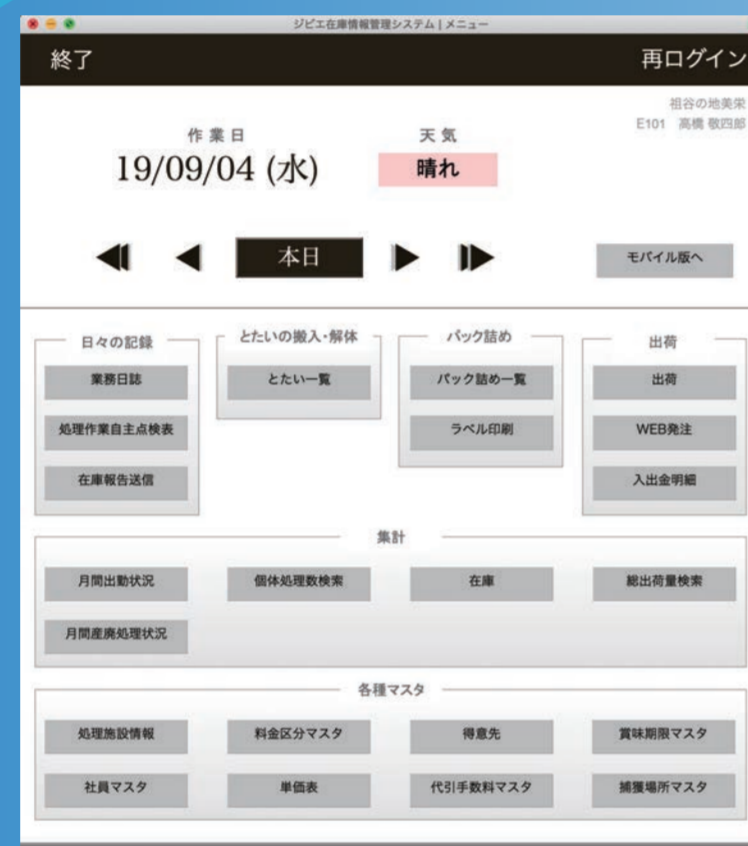 ジビエ在庫情報管理システム | メニュー
終了
再ログイン
祖谷の地美栄
E101 高橋 敬四郎
作業日
天気
19/09/04 (水)
晴れ
本日
モバイル版へ
日々の記録
とたいの搬入・解体
パック詰め
出荷
業務日誌
とたい一覧
パック詰め一覧
出荷
処理作業自主点検表
ラベル印刷
WEB発注
在庫報告送信
入出金明細
集計
月間出勤状況
個体処理数検索
在庫
総出荷量検索
月間産廃処理状況
各種マスタ
処理施設情報
料金区分マスタ
得意先
賞味期限マスタ
社員マスタ
単価表
代引手数料マスタ
捕獲場所マスタ